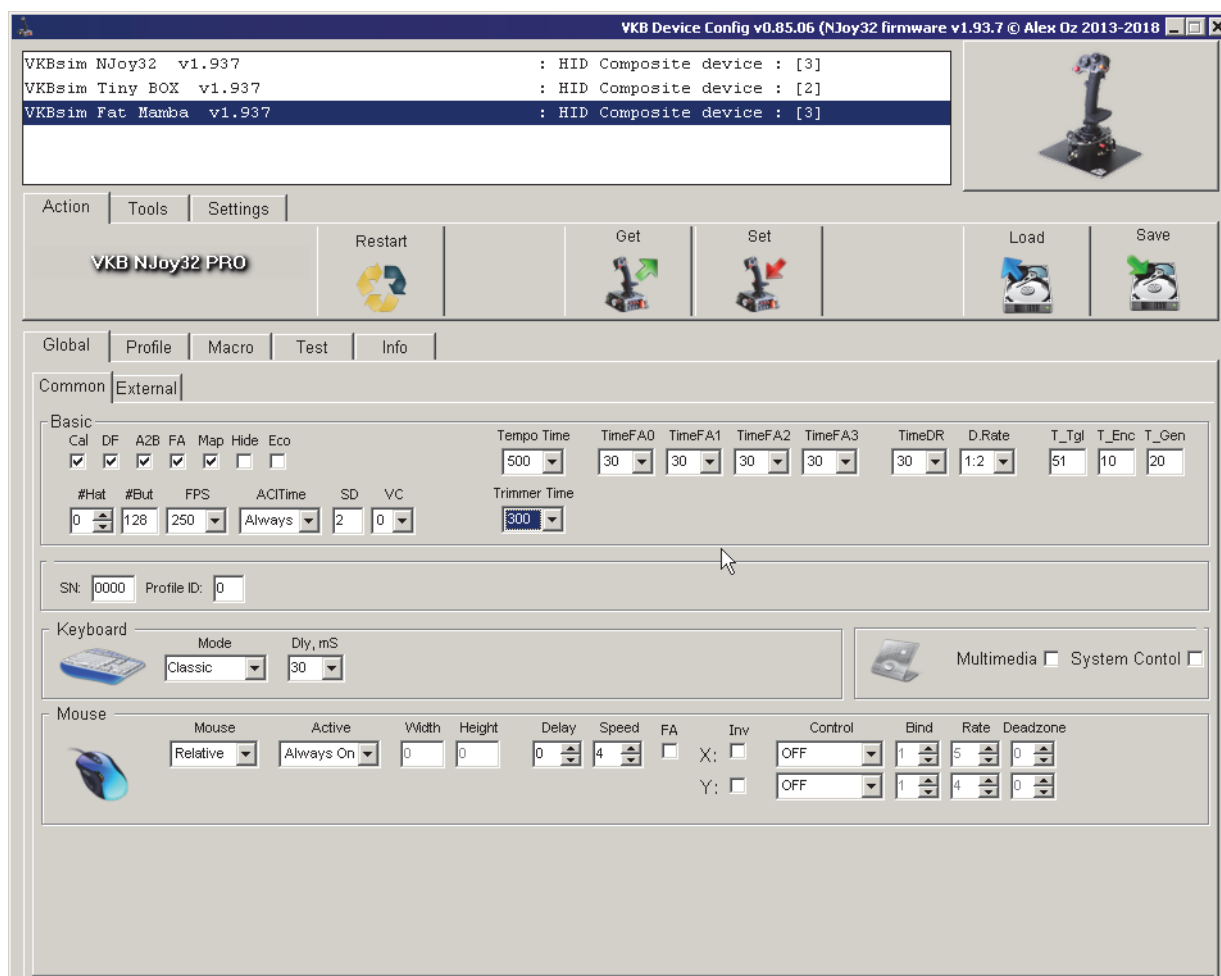 VKB Device Config v0.85.06 (NJoy32 firmware v1.93.7 © Alex Oz 2013-2018
VKBsim NJoy32 v1.937 : HID Composite device : [3]
VKBsim Tiny BOX v1.937 : HID Composite device : [2]
VKBsim Fat Mamba v1.937 : HID Composite device : [3]
Action Tools Settings
VKB NJoy32 PRO Restart Get Set Load Save
Global Profile Macro Test Info
Common External
Basic
Cal DF A2B FA Map Hide Eco Tempo Time TimeFA0 TimeFA1 TimeFA2 TimeFA3 TimeDR D.Rate T_Tgl T_Enc T_Gen
500 30 30 30 30 30 1:2 51 10 20
#Hat #But FPS ACITime SD VC Trimmer Time
0 128 250 Always 2 0 300
SN: 0000 Profile ID: 0
Keyboard
Mode Dly, mS
Classic 30 Multimedia System Contol
Mouse
Mouse Active Width Height Delay Speed FA Inv Control Bind Rate Deadzone
Relative Always On 0 0 0 4 X: OFF 1 5 0
Y: OFF 1 4 0